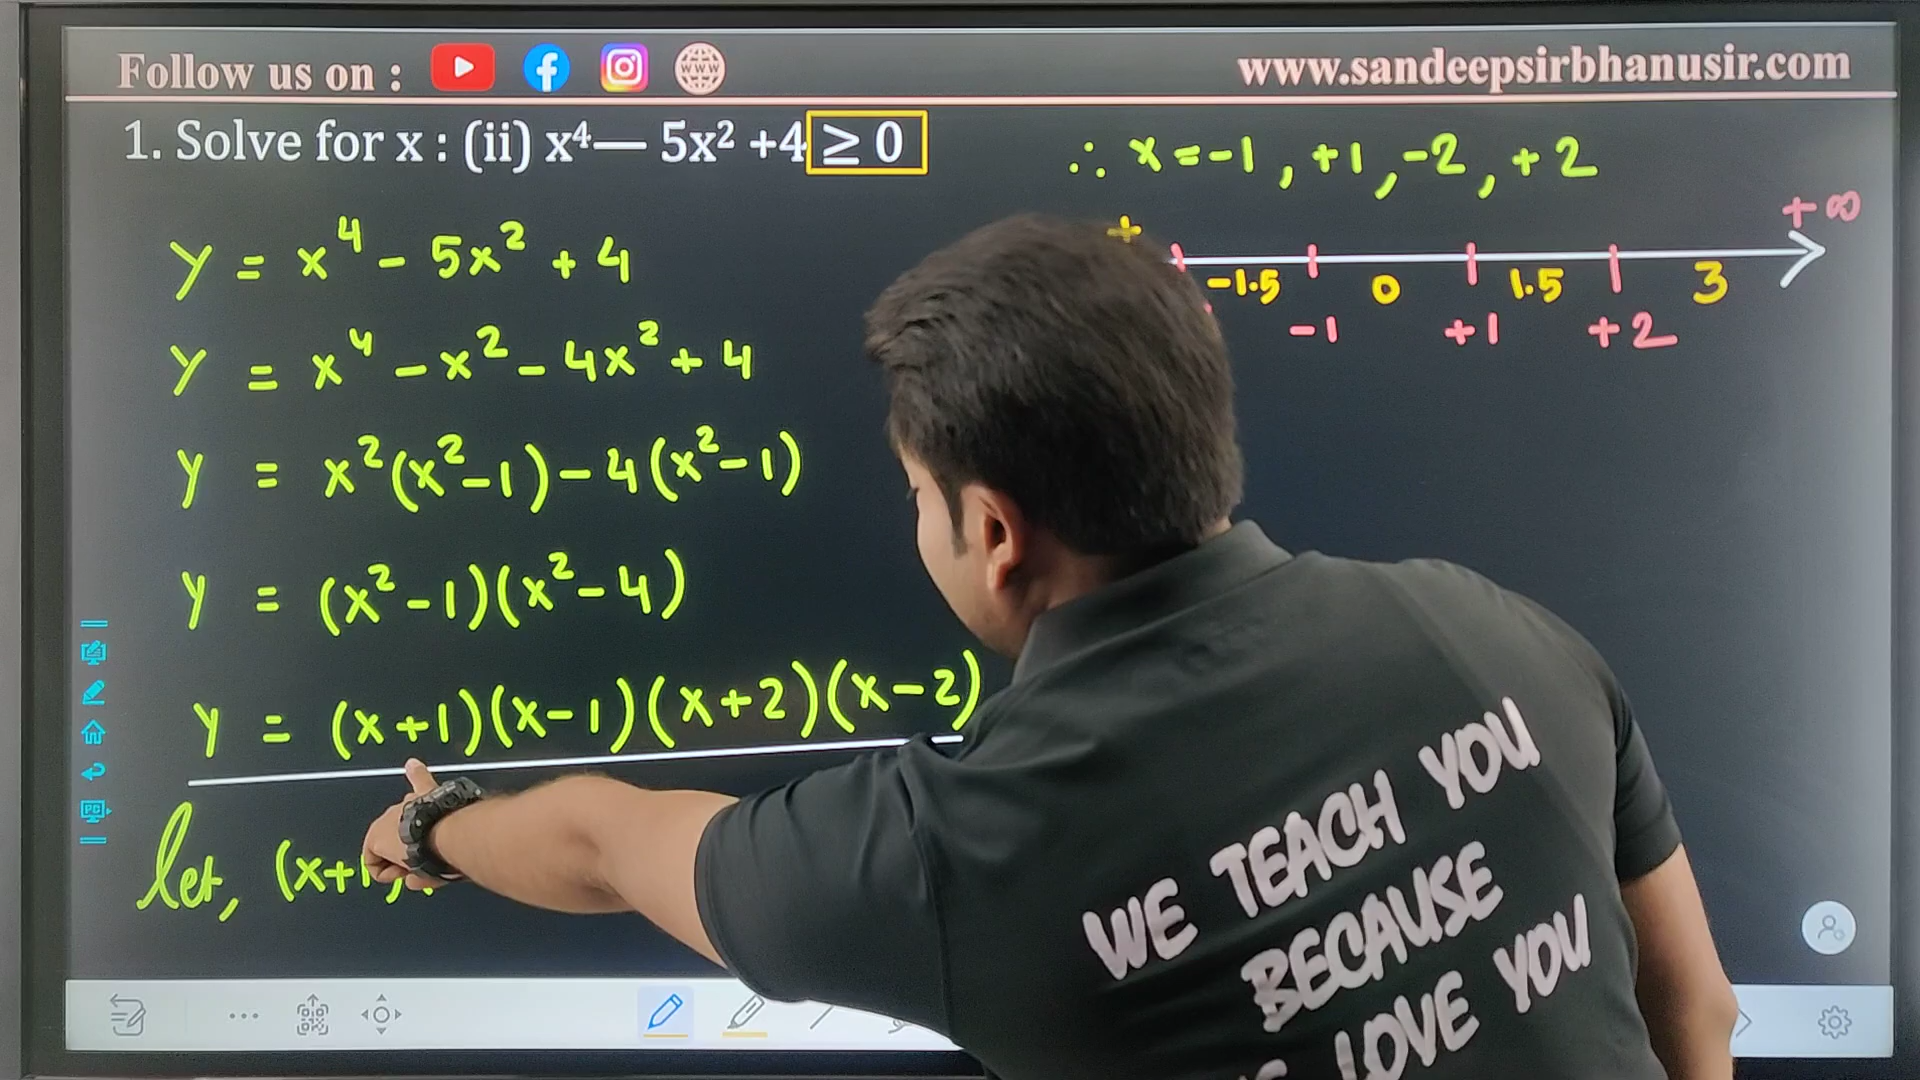 Follow us on :
www.sandeepsirbhanusir.com
1. Solve for x : (ii) x⁴— 5x² +4 ≥ 0
y = x⁴ - 5x² + 4
y = x⁴ - x² - 4x² + 4
y = x²(x²-1) - 4(x²-1)
y = (x²-1)(x²-4)
y = (x+1)(x-1)(x+2)(x-2)
let, (x+1)
∴ x = -1, +1, -2, +2
+∞
+
-1.5 0 1.5 3
-1 +1 +2
WE TEACH YOU
BECAUSE
LOVE YOU